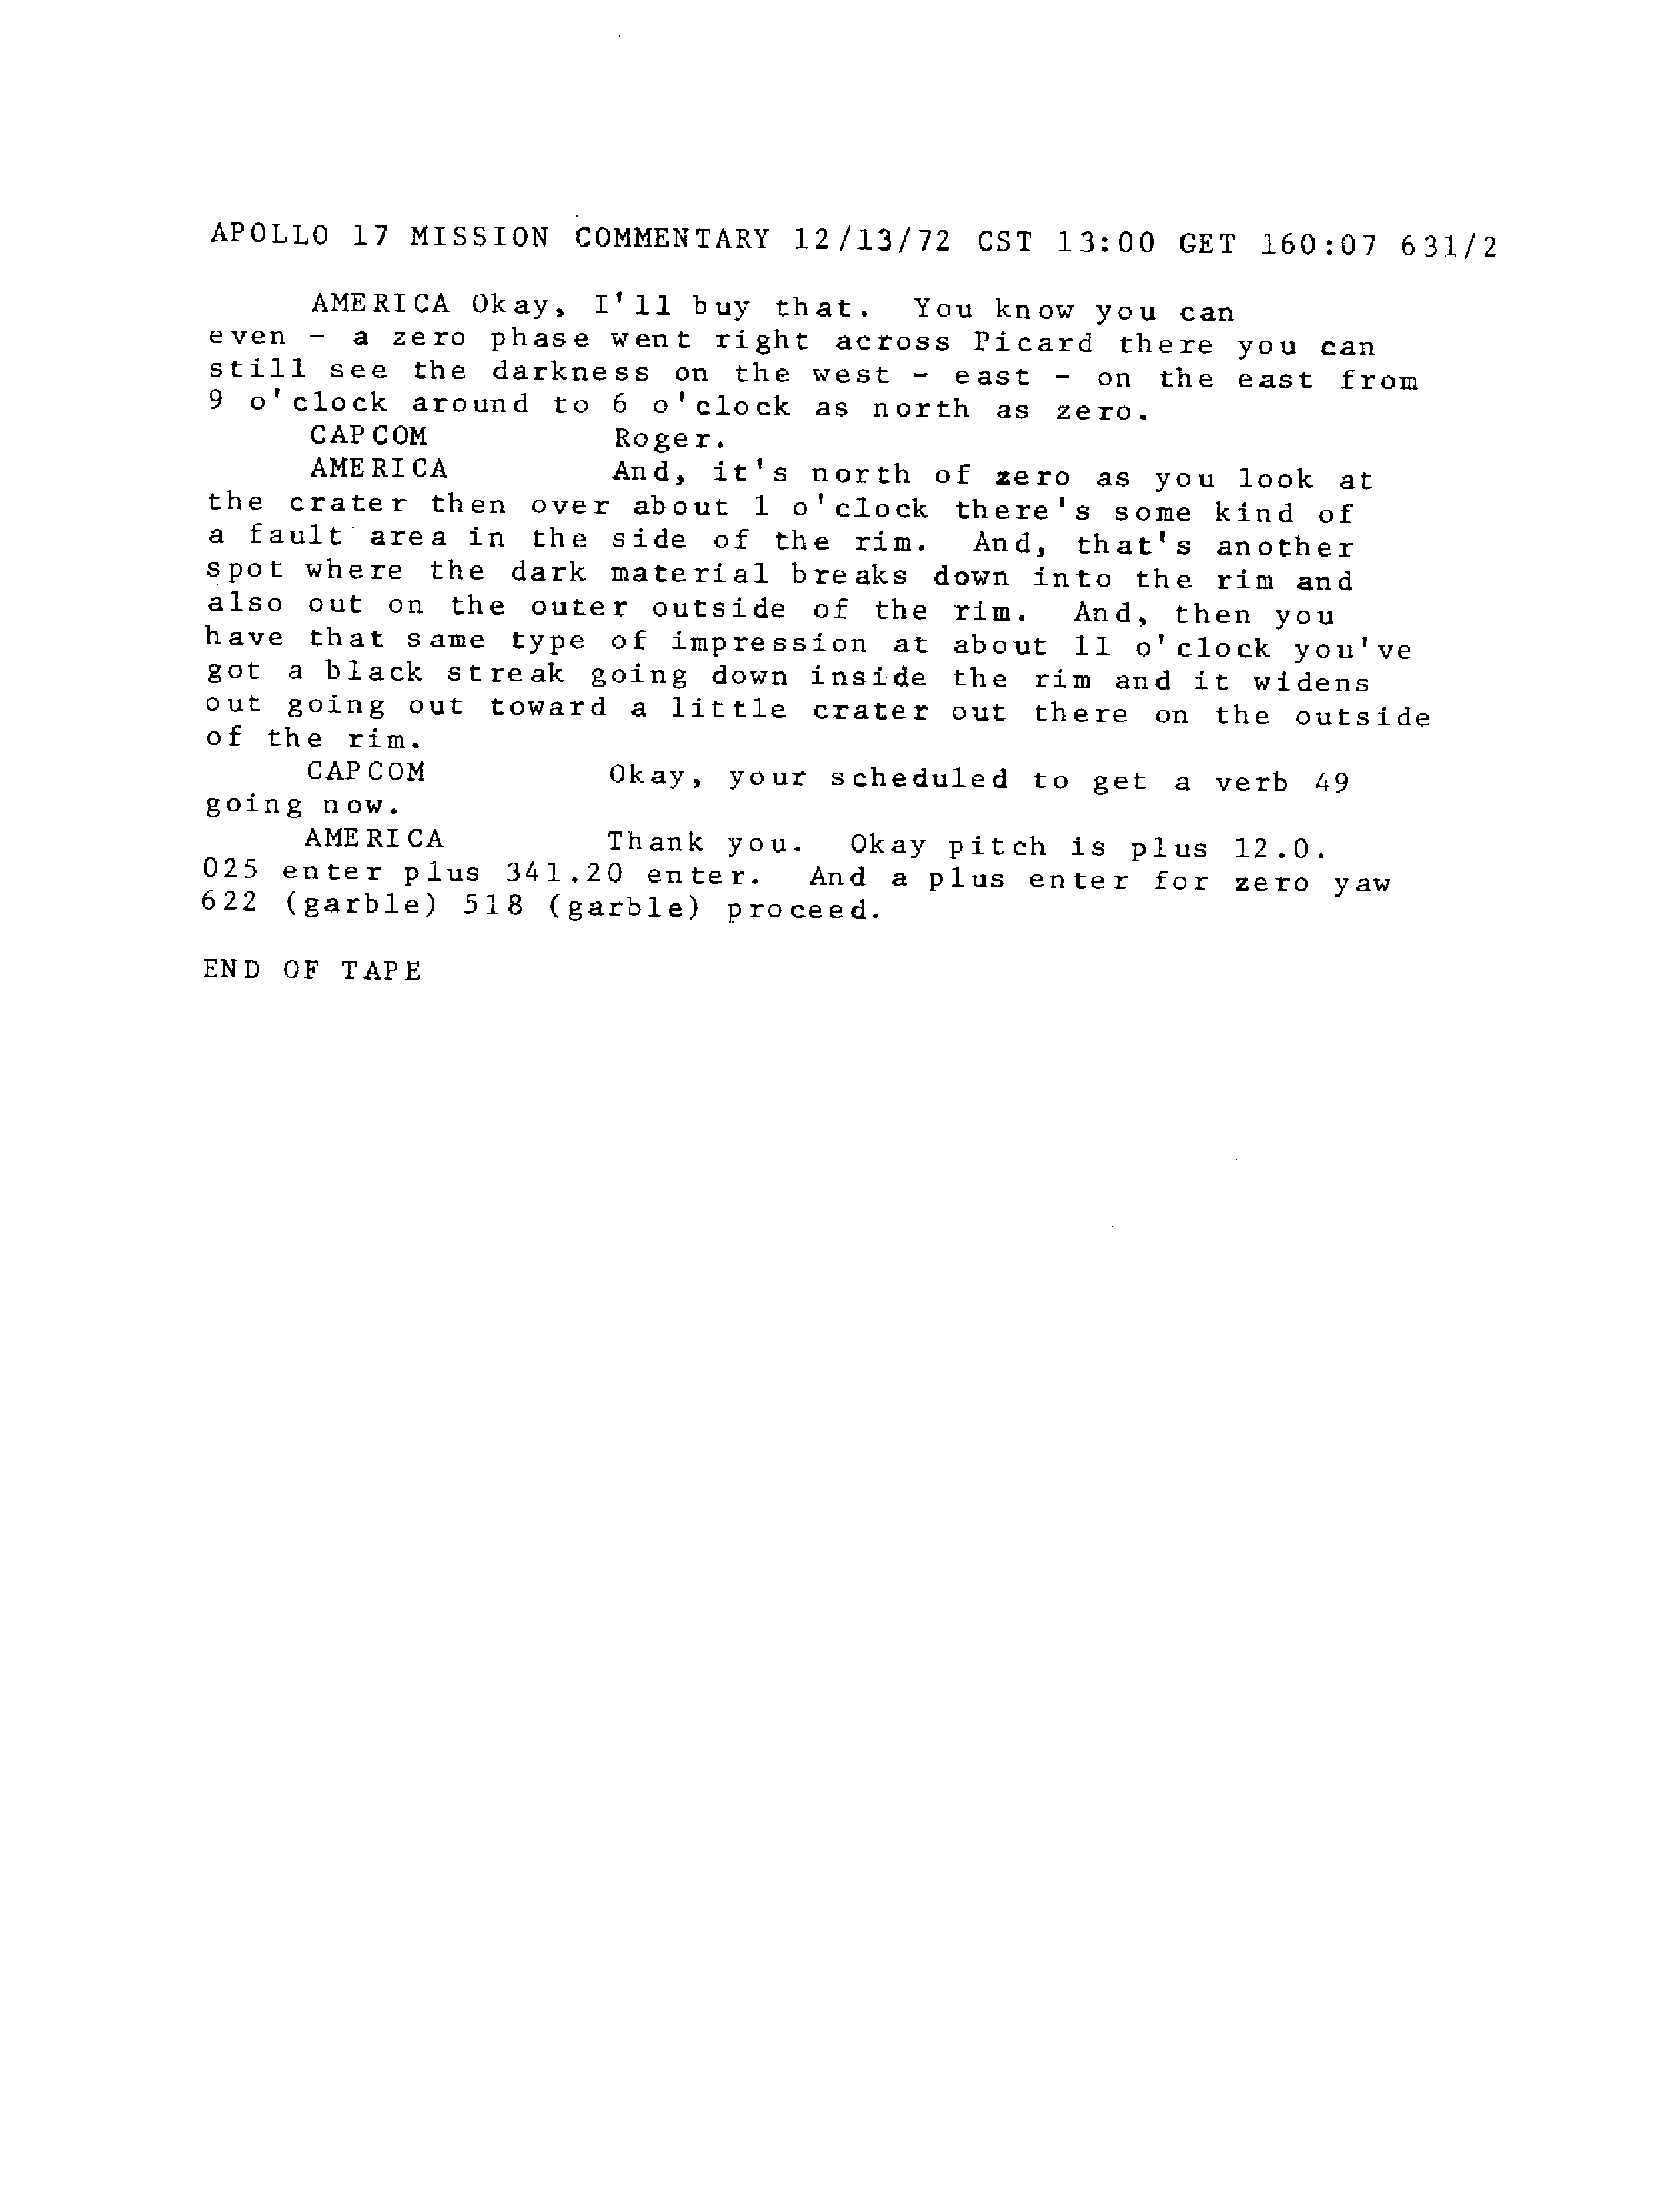 APOLLO 17 MISSION COMMENTARY 12/13/72 CST 13:00 GET 160:07 631/2
AMERICA Okay, I'll buy that. You know you can
even - a zero phase went right across Picard there you can
still see the darkness on the west - east - on the east from
9 o'clock around to 6 o'clock as north as zero.
CAPCOM Roger.
AMERICA And, it's north of zero as you look at
the crater then over about 1 o'clock there's some kind of
a fault area in the side of the rim. And, that's another
spot where the dark material breaks down into the rim and
also out on the outer outside of the rim. And, then you
have that same type of impression at about 11 o'clock you've
got a black streak going down inside the rim and it widens
out going out toward a little crater out there on the outside
of the rim.
CAPCOM Okay, your scheduled to get a verb 49
going now.
AMERICA Thank you. Okay pitch is plus 12.0.
025 enter plus 341.20 enter. And a plus enter for zero yaw
622 (garble) 518 (garble) proceed.
END OF TAPE